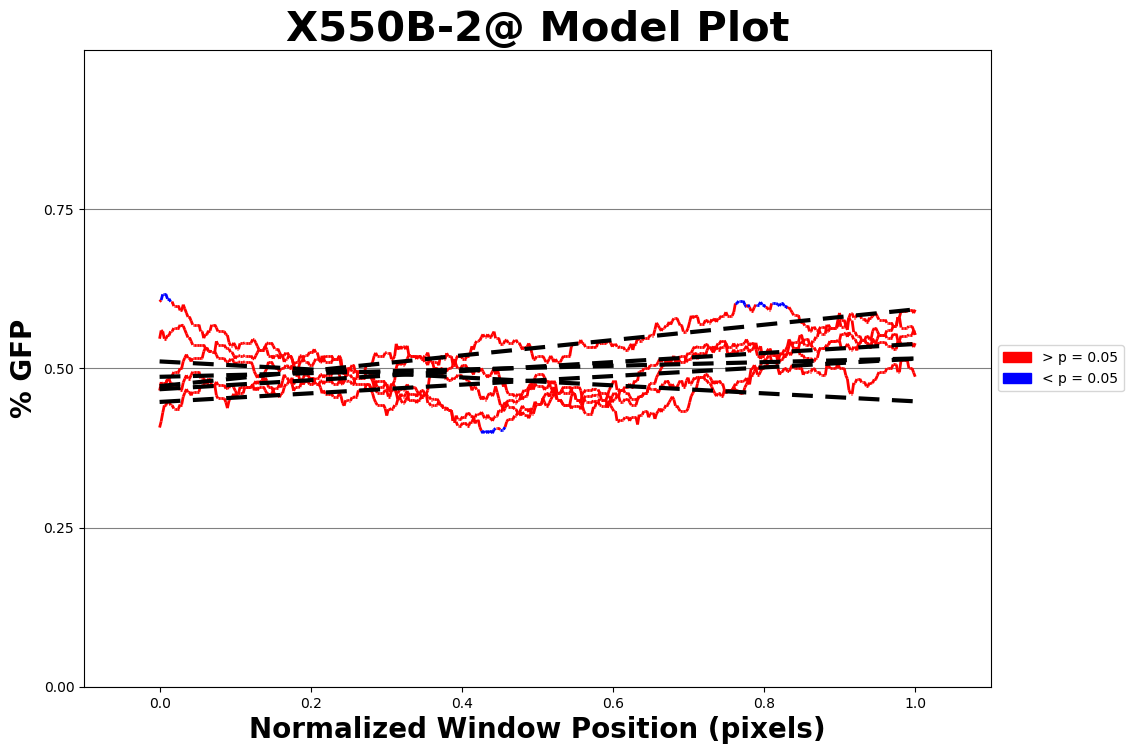 X550B-2@ Model Plot
% GFP
0.75
0.50
0.25
0.00
0.0 0.2 0.4 0.6 0.8 1.0
Normalized Window Position (pixels)
> p = 0.05
< p = 0.05